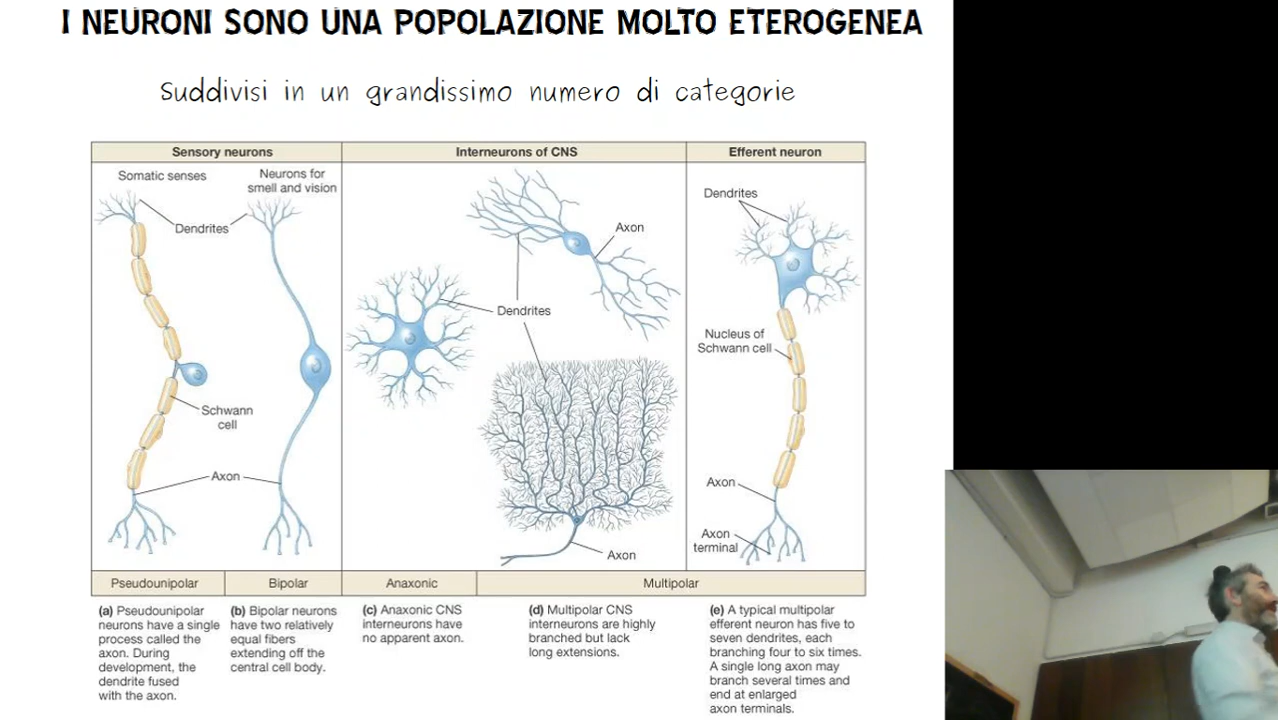 I NEURONI SONO UNA POPOLAZIONE MOLTO ETEROGENEA
Suddivisi in un grandissimo numero di categorie
Sensory neurons
Interneurons of CNS
Efferent neuron
Somatic senses
Neurons for
smell and vision
Dendrites
Schwann
cell
Axon
Axon
Dendrites
Axon
Dendrites
Nucleus of
Schwann cell
Axon
Axon
terminal
Pseudounipolar
Bipolar
Anaxonic
Multipolar
(a) Pseudounipolar
neurons have a single
process called the
axon. During
development, the
dendrite fused
with the axon.
(b) Bipolar neurons
have two relatively
equal fibers
extending off the
central cell body.
(c) Anaxonic CNS
interneurons have
no apparent axon.
(d) Multipolar CNS
interneurons are highly
branched but lack
long extensions.
(e) A typical multipolar
efferent neuron has five to
seven dendrites, each
branching four to six times.
A single long axon may
branch several times and
end at enlarged
axon terminals.